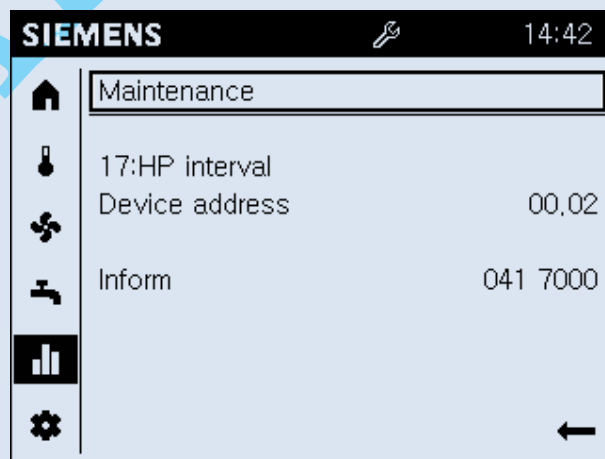 SIEMENS 14:42
Maintenance
17:HP interval
Device address 00,02
Inform 041 7000